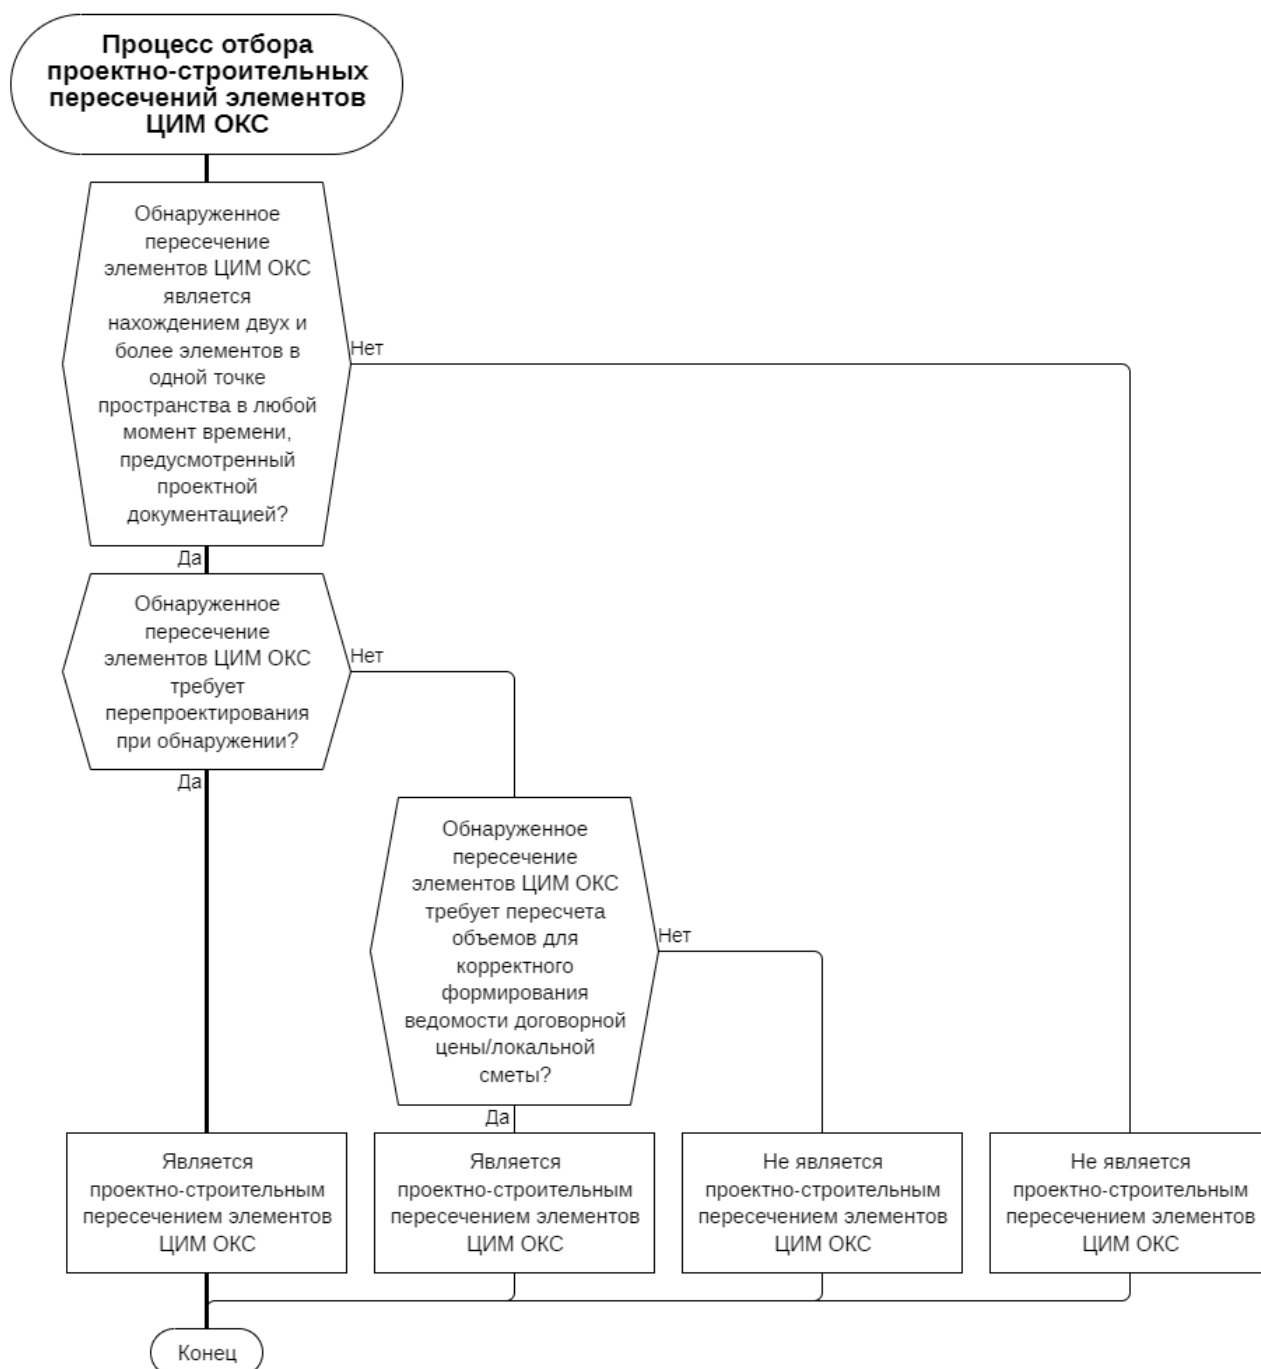 Процесс отбора
проектно-строительных
пересечений элементов
ЦИМ ОКС
Обнаруженное
пересечение
элементов ЦИМ ОКС
является
нахождением двух и
более элементов в
одной точке
пространства в любой
момент времени,
предусмотренный
проектной
документацией?
Нет
Да
Обнаруженное
пересечение
элементов ЦИМ ОКС
требует
перепроектирования
при обнаружении?
Нет
Да
Обнаруженное
пересечение
элементов ЦИМ ОКС
требует пересчета
объемов для
корректного
формирования
ведомости договорной
цены/локальной
сметы?
Нет
Да
Является
проектно-строительным
пересечением элементов
ЦИМ ОКС
Является
проектно-строительным
пересечением элементов
ЦИМ ОКС
Не является
проектно-строительным
пересечением элементов
ЦИМ ОКС
Не является
проектно-строительным
пересечением элементов
ЦИМ ОКС
Конец